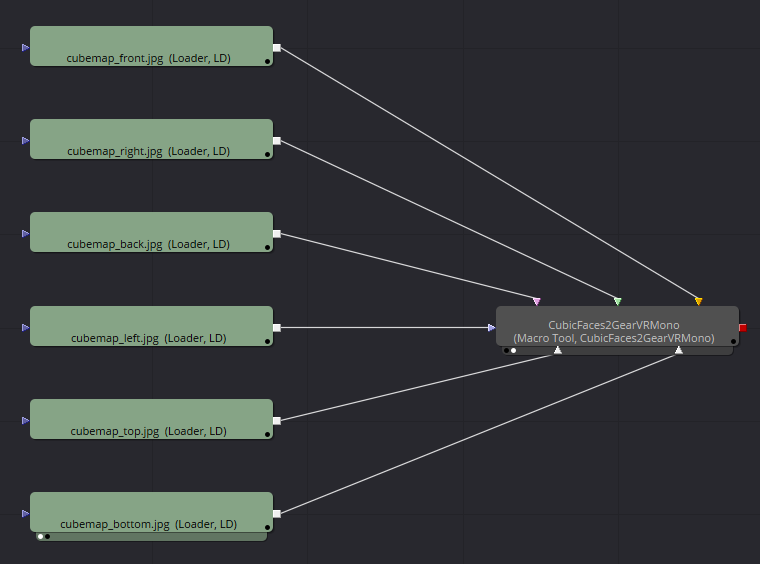 cubemap_front.jpg (Loader, LD)
cubemap_right.jpg (Loader, LD)
cubemap_back.jpg (Loader, LD)
cubemap_left.jpg (Loader, LD)
CubicFaces2GearVRMono
(Macro Tool, CubicFaces2GearVRMono)
cubemap_top.jpg (Loader, LD)
cubemap_bottom.jpg (Loader, LD)